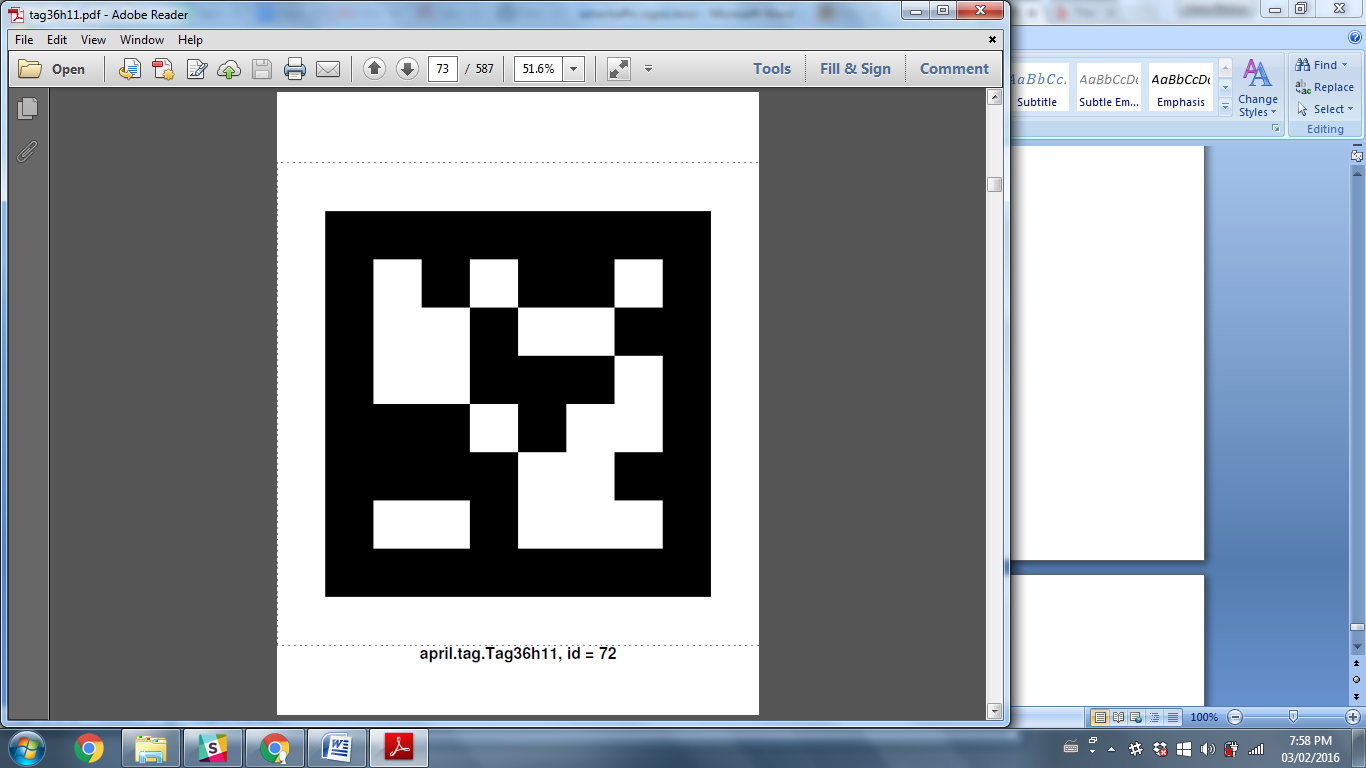 tag36h11.pdf - Adobe Reader
File Edit View Window Help
Open 73 / 587 51.6% Tools Fill & Sign Comment
april.tag.Tag36h11, id = 72
AaBbCc. AaBbCcDc AaBbCcDc
Subtitle Subtle Em... Emphasis
Change Styles
Find
Replace
Select
Editing
100%
7:58 PM
03/02/2016